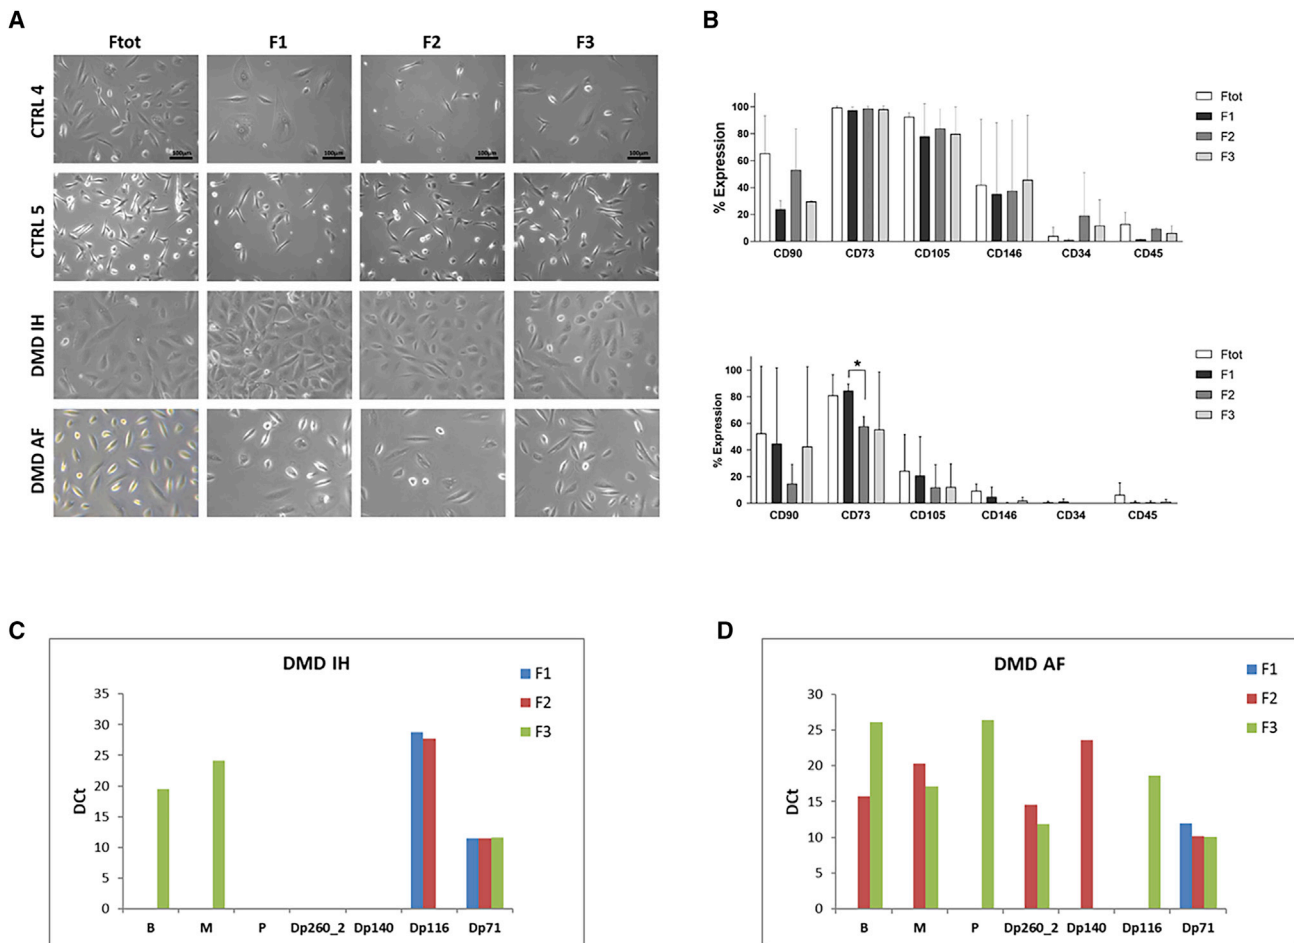 A
Ftot F1 F2 F3
CTRL 4
100µm 100µm 100µm 100µm
CTRL 5
DMD IH
DMD AF
B
% Expression
100
80
60
40
20
0
CD90 CD73 CD105 CD146 CD34 CD45
Ftot
F1
F2
F3
% Expression
100
80
60
40
20
0
*
CD90 CD73 CD105 CD146 CD34 CD45
Ftot
F1
F2
F3
C
DMD IH
F1
F2
F3
DCt
35
30
25
20
15
10
5
0
B M P Dp260_2 Dp140 Dp116 Dp71
D
DMD AF
F1
F2
F3
DCt
30
25
20
15
10
5
0
B M P Dp260_2 Dp140 Dp116 Dp71